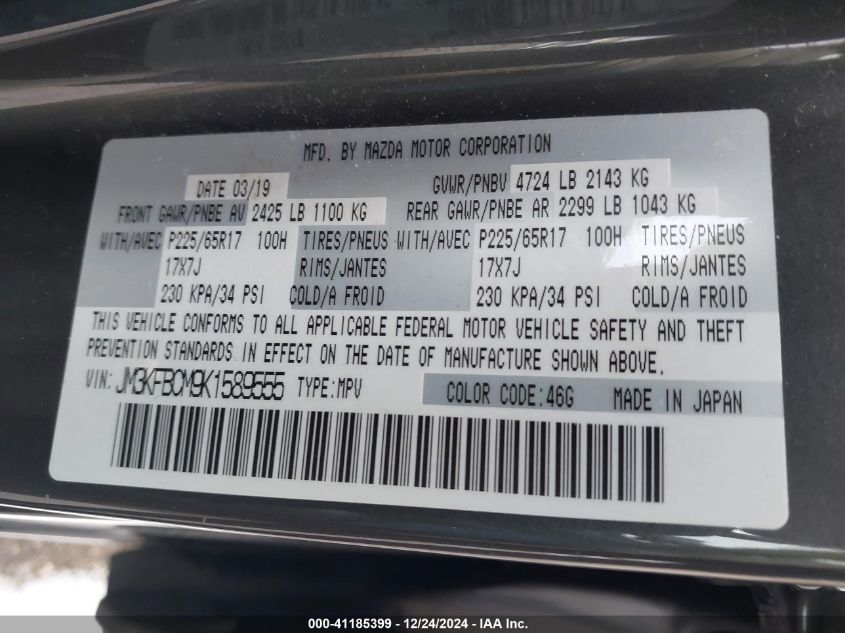 MFD. BY MAZDA MOTOR CORPORATION
DATE 03/19 GVWR/PNBV 4724 LB 2143 KG
FRONT GAWR/PNBE AV 2425 LB 1100 KG REAR GAWR/PNBE AR 2299 LB 1043 KG
WITH/AVEC P225/65R17 100H TIRES/PNEUS WITH/AVEC P225/65R17 100H TIRES/PNEUS
17X7J RIMS/JANTES 17X7J RIMS/JANTES
230 KPA/34 PSI COLD/A FROID 230 KPA/34 PSI COLD/A FROID
THIS VEHICLE CONFORMS TO ALL APPLICABLE FEDERAL MOTOR VEHICLE SAFETY AND THEFT
PREVENTION STANDARDS IN EFFECT ON THE DATE OF MANUFACTURE SHOWN ABOVE.
VIN: JM3KFBCM9K1589555 TYPE:MPV COLOR CODE:46G MADE IN JAPAN
000-41185399 - 12/24/2024 - IAA Inc.